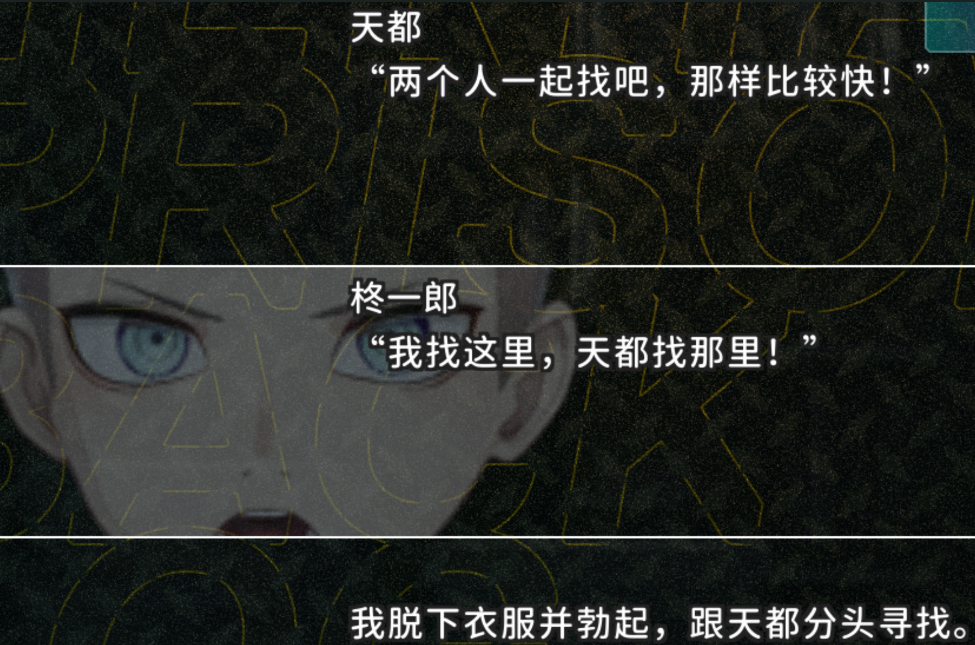 天都
“两个人一起找吧，那样比较快！”
柊一郎
“我找这里，天都找那里！”
我脱下衣服并勃起，跟天都分头寻找。